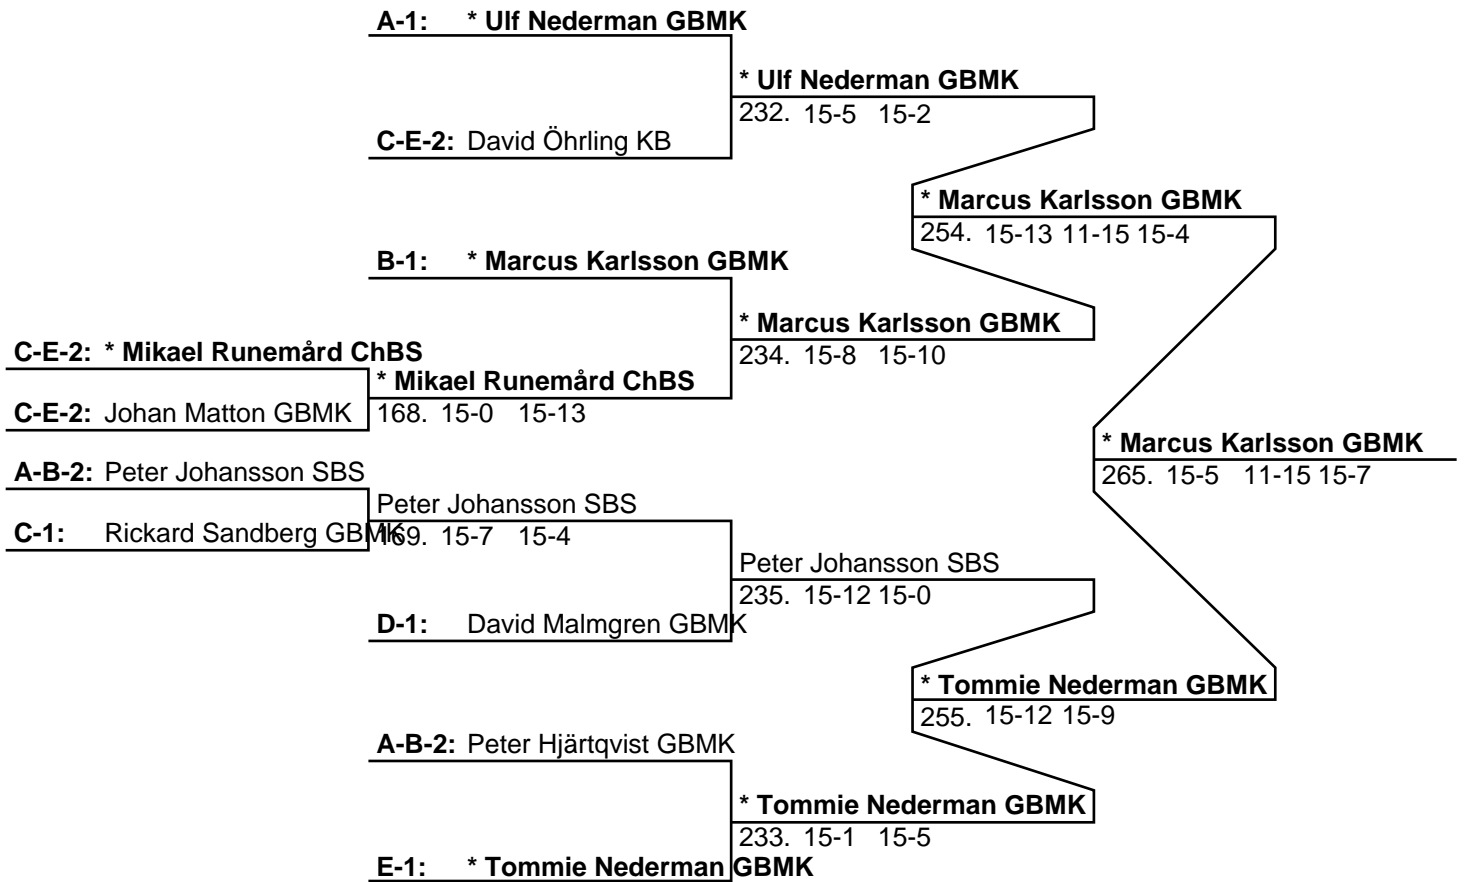 A-1: * Ulf Nederman GBMK
* Ulf Nederman GBMK
232. 15-5 15-2
C-E-2: David Öhrling KB
* Marcus Karlsson GBMK
254. 15-13 11-15 15-4
B-1: * Marcus Karlsson GBMK
* Marcus Karlsson GBMK
234. 15-8 15-10
C-E-2: * Mikael Runemård ChBS
* Mikael Runemård ChBS
168. 15-0 15-13
C-E-2: Johan Matton GBMK
* Marcus Karlsson GBMK
265. 15-5 11-15 15-7
A-B-2: Peter Johansson SBS
Peter Johansson SBS
169. 15-7 15-4
C-1: Rickard Sandberg GBMK
Peter Johansson SBS
235. 15-12 15-0
D-1: David Malmgren GBMK
* Tommie Nederman GBMK
255. 15-12 15-9
A-B-2: Peter Hjärtqvist GBMK
* Tommie Nederman GBMK
233. 15-1 15-5
E-1: * Tommie Nederman GBMK